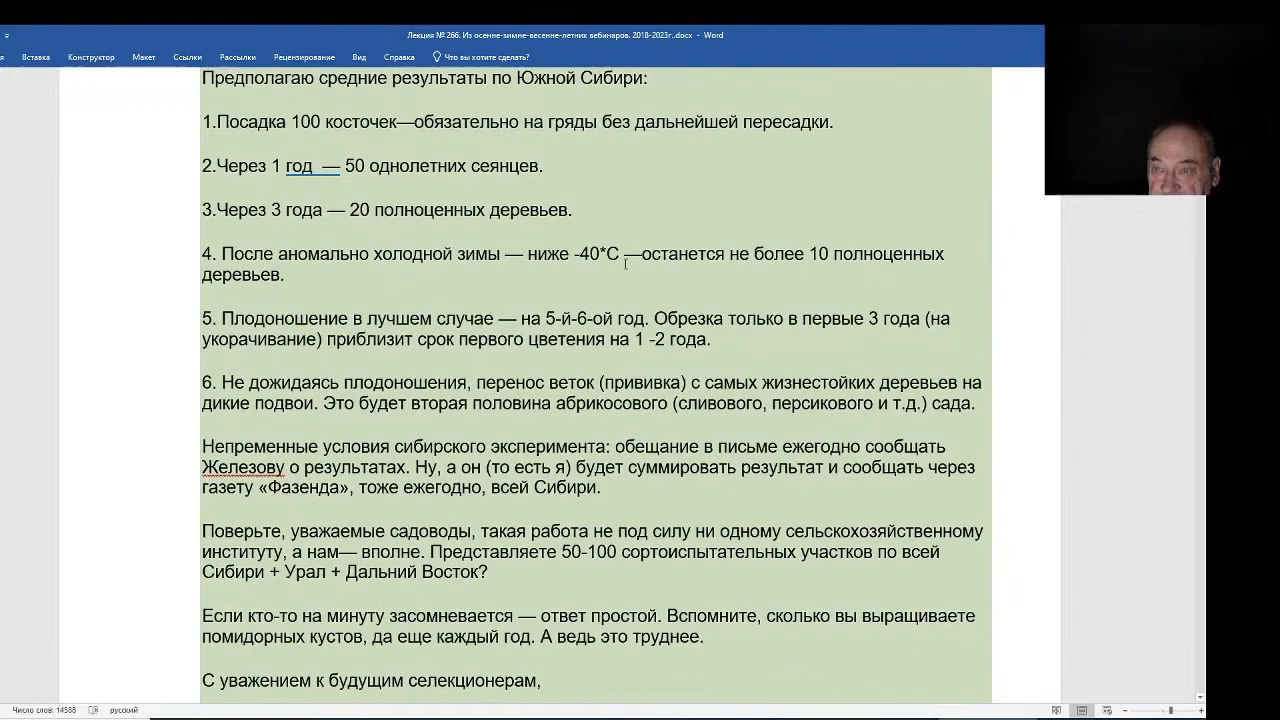 Лекция № 266. Из осенне-зимне-весенне-летних вебинаров. 2018-2023г..docx - Word
Вставка Конструктор Макет Ссылки Рассылки Рецензирование Вид Справка Что вы хотите сделать?
Предполагаю средние результаты по Южной Сибири:
1.Посадка 100 косточек—обязательно на гряды без дальнейшей пересадки.
2.Через 1 год — 50 однолетних сеянцев.
3.Через 3 года — 20 полноценных деревьев.
4. После аномально холодной зимы — ниже -40*С —останется не более 10 полноценных
деревьев.
5. Плодоношение в лучшем случае — на 5-й-6-ой год. Обрезка только в первые 3 года (на
укорачивание) приблизит срок первого цветения на 1 -2 года.
6. Не дожидаясь плодоношения, перенос веток (прививка) с самых жизнестойких деревьев на
дикие подвои. Это будет вторая половина абрикосового (сливового, персикового и т.д.) сада.
Непременные условия сибирского эксперимента: обещание в письме ежегодно сообщать
Железову о результатах. Ну, а он (то есть я) будет суммировать результат и сообщать через
газету «Фазенда», тоже ежегодно, всей Сибири.
Поверьте, уважаемые садоводы, такая работа не под силу ни одному сельскохозяйственному
институту, а нам— вполне. Представляете 50-100 сортоиспытательных участков по всей
Сибири + Урал + Дальний Восток?
Если кто-то на минуту засомневается — ответ простой. Вспомните, сколько вы выращиваете
помидорных кустов, да еще каждый год. А ведь это труднее.
С уважением к будущим селекционерам,
Число слов: 14588 русский